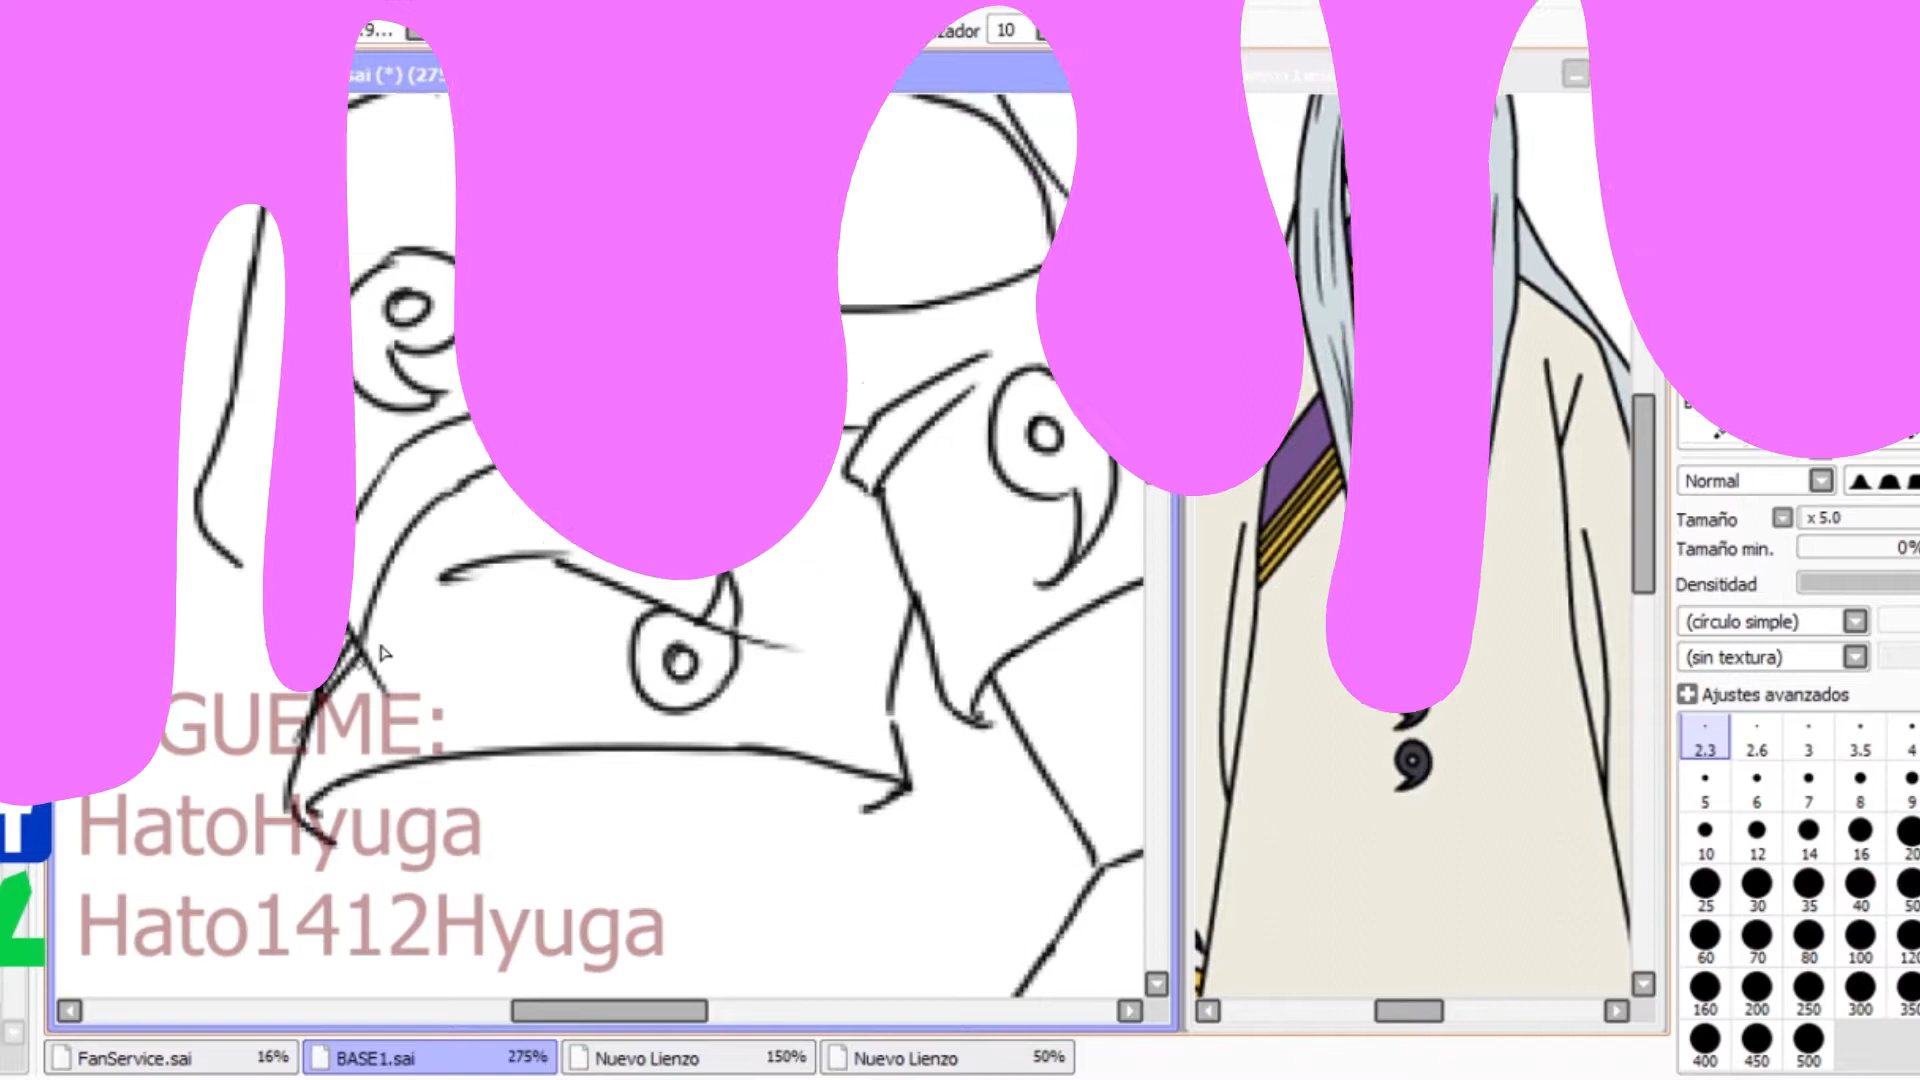 10
sai (*) (275
Normal
Tamaño
x 5.0
Tamaño min.
0%
Densitidad
(círculo simple)
(sin textura)
Ajustes avanzados
2.3 2.6 3 3.5 4
5 6 7 8 9
10 12 14 16 20
25 30 35 40 50
60 70 80 100 120
160 200 250 300 350
400 450 500
GUEME:
HatoHyuga
Hato1412Hyuga
FanService.sai 16%
BASE1.sai 275%
Nuevo Lienzo 150%
Nuevo Lienzo 50%